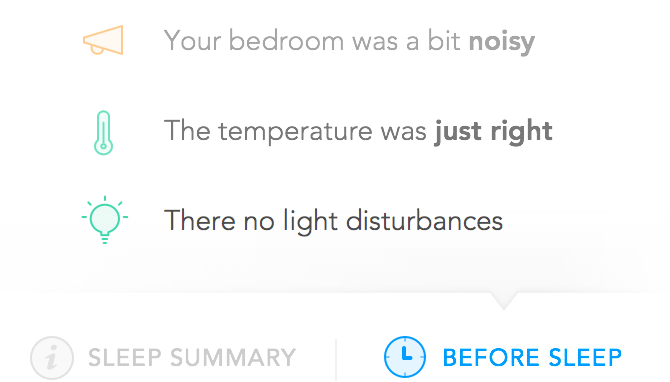 Your bedroom was a bit noisy
The temperature was just right
There no light disturbances
SLEEP SUMMARY
BEFORE SLEEP